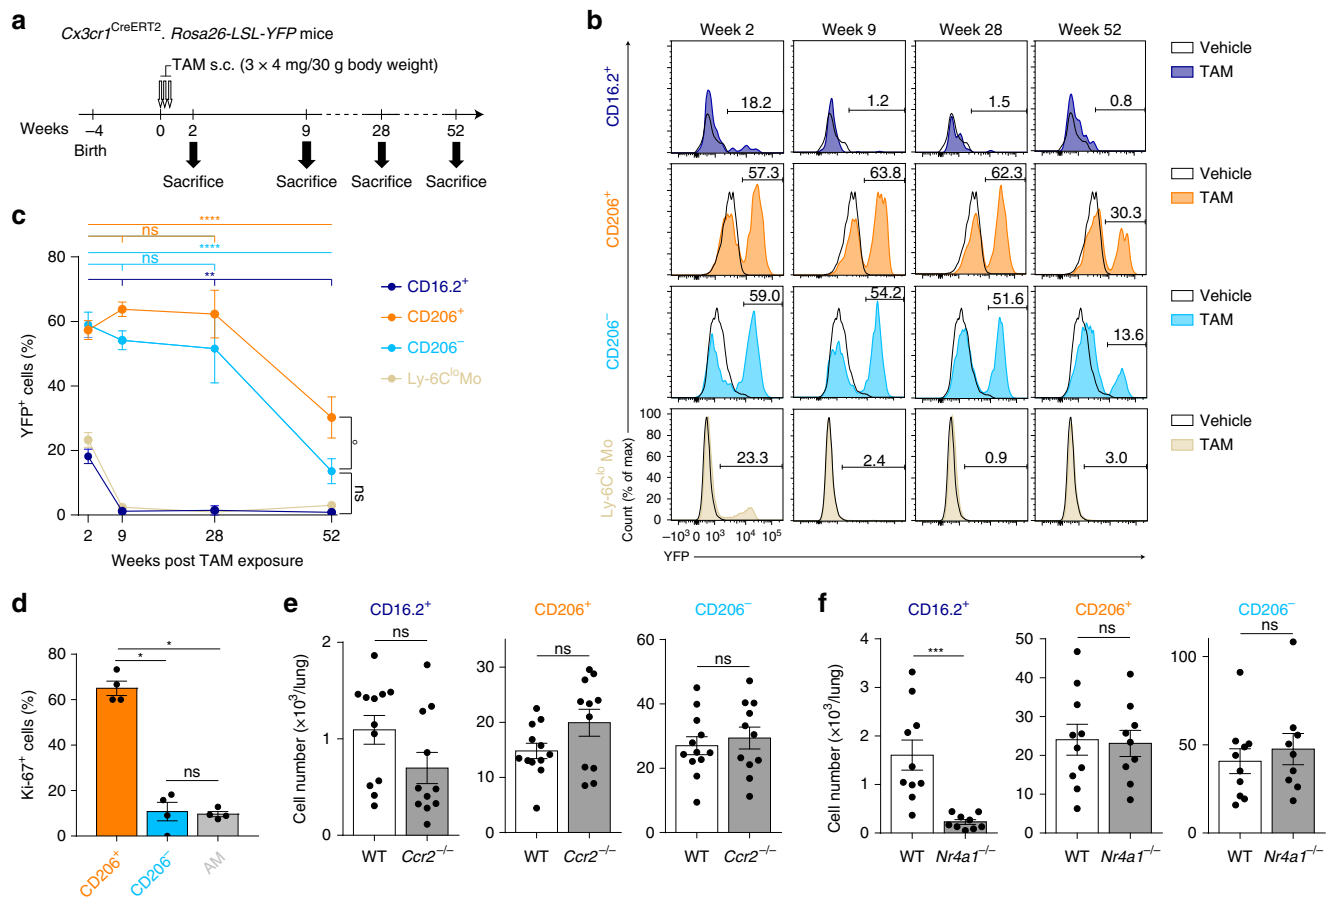 a
Cx3cr1CreERT2. Rosa26-LSL-YFP mice
TAM s.c. (3 × 4 mg/30 g body weight)
Weeks –4 0 2 9 28 52
Birth
Sacrifice Sacrifice Sacrifice Sacrifice
b
Week 2 Week 9 Week 28 Week 52
CD16.2+
18.2 1.2 1.5 0.8
Vehicle
TAM
CD206+
57.3 63.8 62.3 30.3
Vehicle
TAM
CD206–
59.0 54.2 51.6 13.6
Vehicle
TAM
Ly-6Clo Mo
Count (% of max)
100
80
60
40
20
0
23.3 2.4 0.9 3.0
Vehicle
TAM
–10³ 0 10³ 10⁴ 10⁵
YFP
c
****
ns
****
ns
**
YFP+ cells (%)
80
60
40
20
0
CD16.2+
CD206+
CD206–
Ly-6CloMo
°
ns
2 9 28 52
Weeks post TAM exposure
d
Ki-67+ cells (%)
80
60
40
20
0
*
*
ns
CD206+ CD206– AM
e
CD16.2+ CD206+ CD206–
Cell number (×10³/lung)
2
1
0
ns
WT Ccr2–/–
30
20
10
0
ns
WT Ccr2–/–
60
40
20
0
ns
WT Ccr2–/–
f
CD16.2+ CD206+ CD206–
Cell number (×10³/lung)
4
3
2
1
0
***
WT Nr4a1–/–
50
40
30
20
10
0
ns
WT Nr4a1–/–
100
50
0
ns
WT Nr4a1–/–